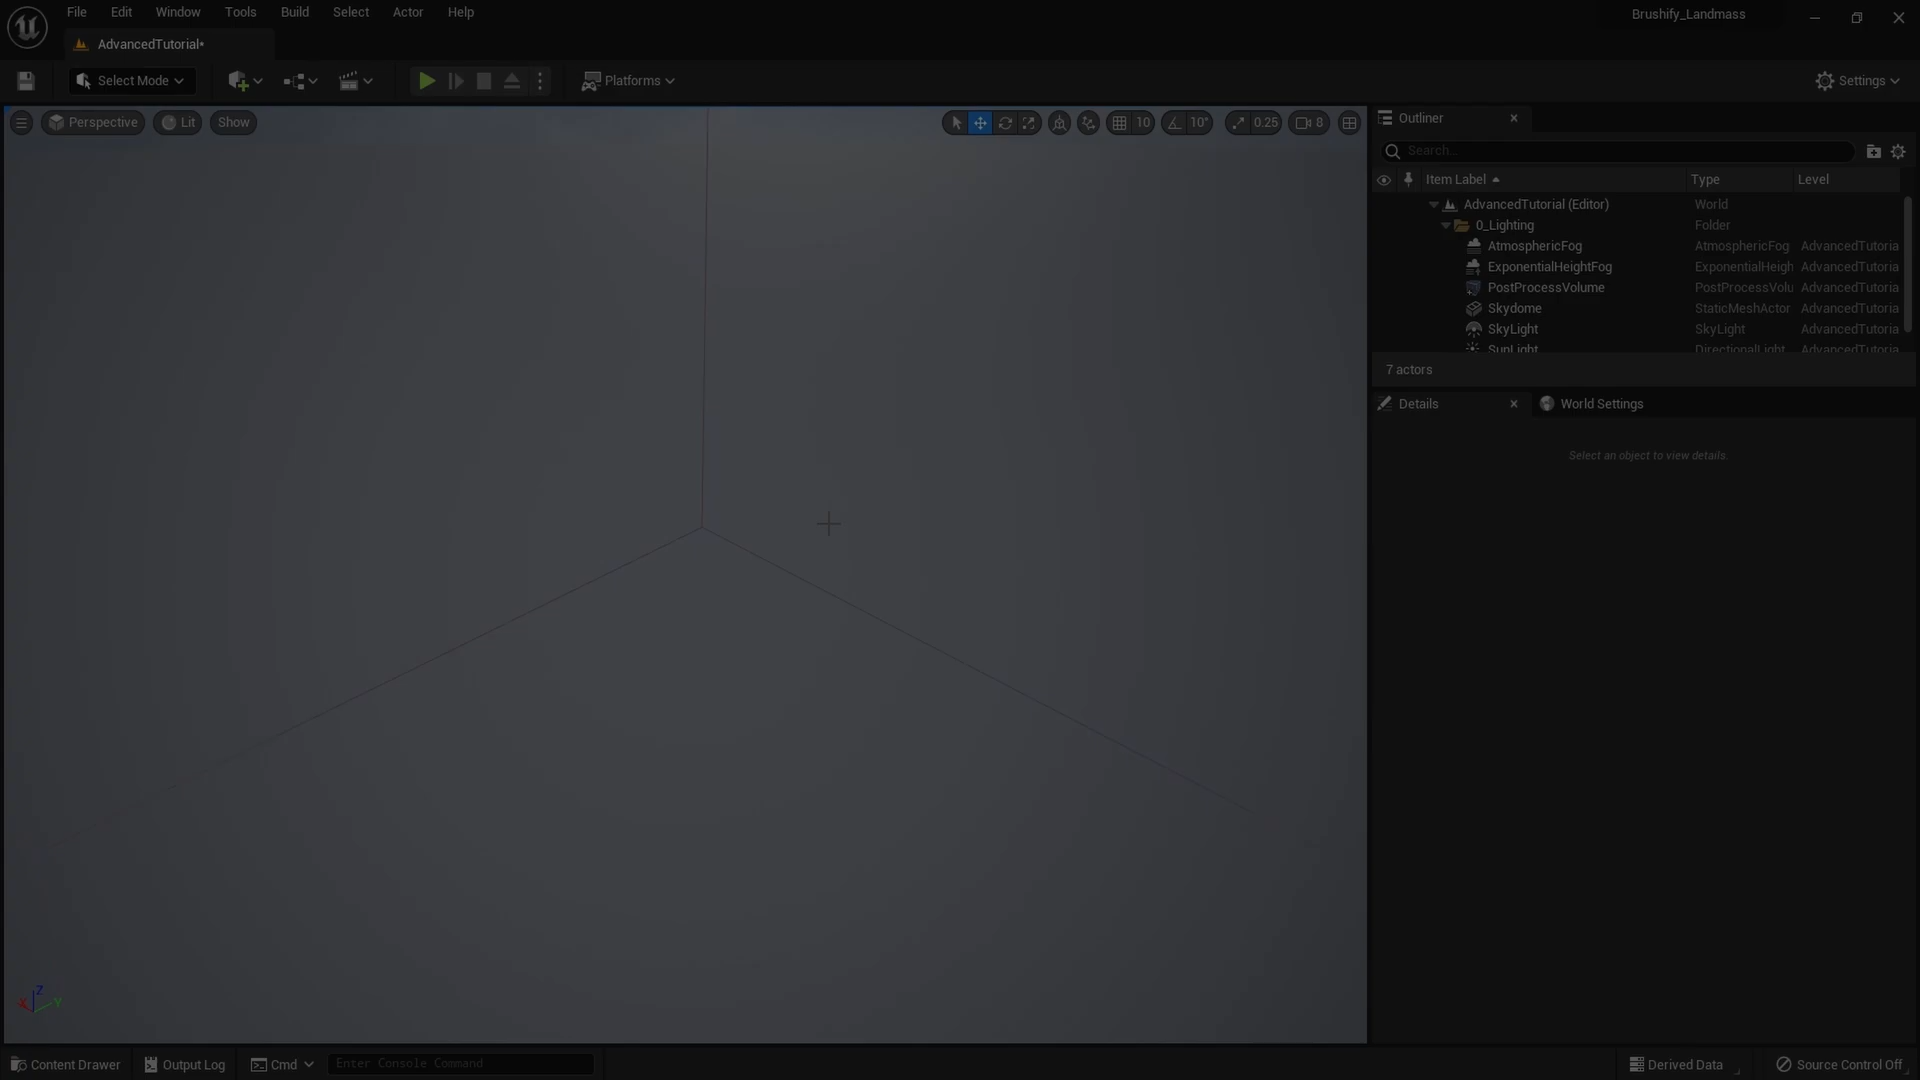 File Edit Window Tools Build Select Actor Help
Brushify_Landmass
AdvancedTutorial•
Select Mode
Platforms
Settings
Perspective Lit Show
10 10° 0.25 8
Outliner
Search...
Item Label Type Level
AdvancedTutorial (Editor) World
0_Lighting Folder
AtmosphericFog AtmosphericFog AdvancedTutoria
ExponentialHeightFog ExponentialHeigh AdvancedTutoria
PostProcessVolume PostProcessVolu AdvancedTutoria
Skydome StaticMeshActor AdvancedTutoria
SkyLight SkyLight AdvancedTutoria
SunLight DirectionalLight AdvancedTutoria
7 actors
Details World Settings
Select an object to view details.
X Z Y
Content Drawer Output Log Cmd Enter Console Command
Derived Data Source Control Off